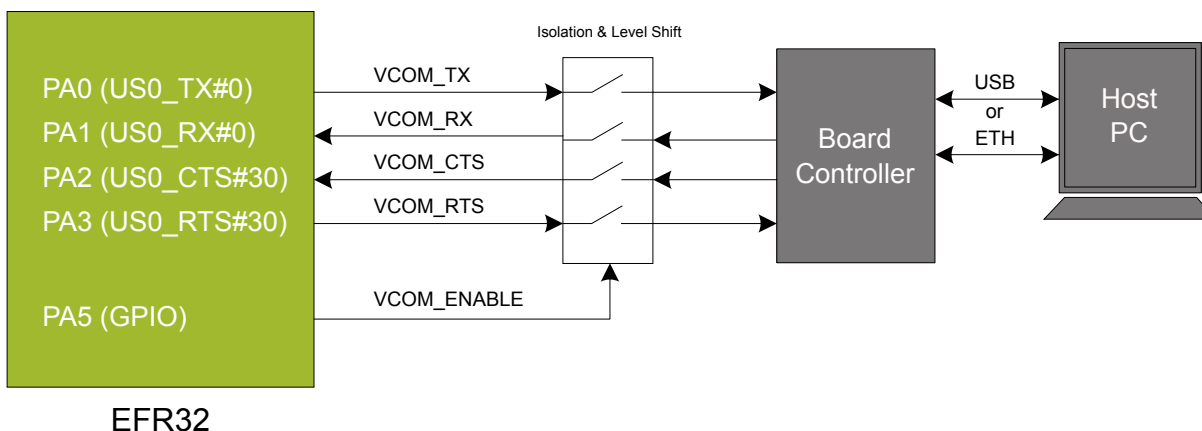 Isolation & Level Shift
PA0 (US0_TX#0)
VCOM_TX
PA1 (US0_RX#0)
VCOM_RX
PA2 (US0_CTS#30)
VCOM_CTS
PA3 (US0_RTS#30)
VCOM_RTS
PA5 (GPIO)
VCOM_ENABLE
Board
Controller
USB
or
ETH
Host
PC
EFR32